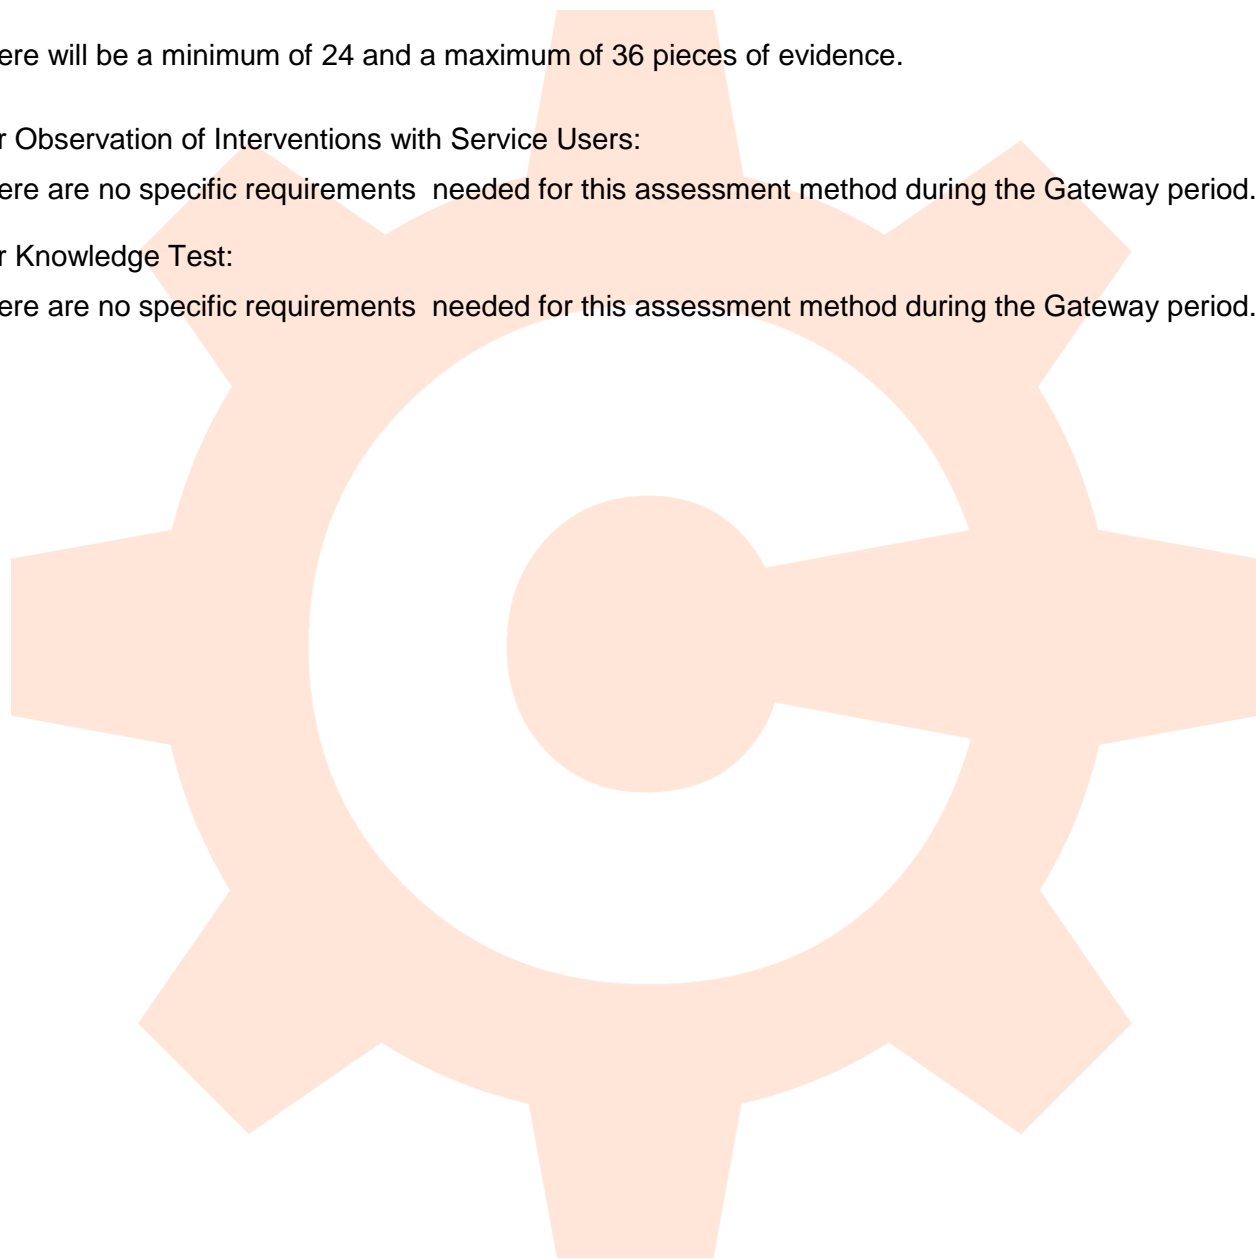 ere will be a minimum of 24 and a maximum of 36 pieces of evidence.
r Observation of Interventions with Service Users:
ere are no specific requirements  needed for this assessment method during the Gateway period.
r Knowledge Test:
ere are no specific requirements  needed for this assessment method during the Gateway period.